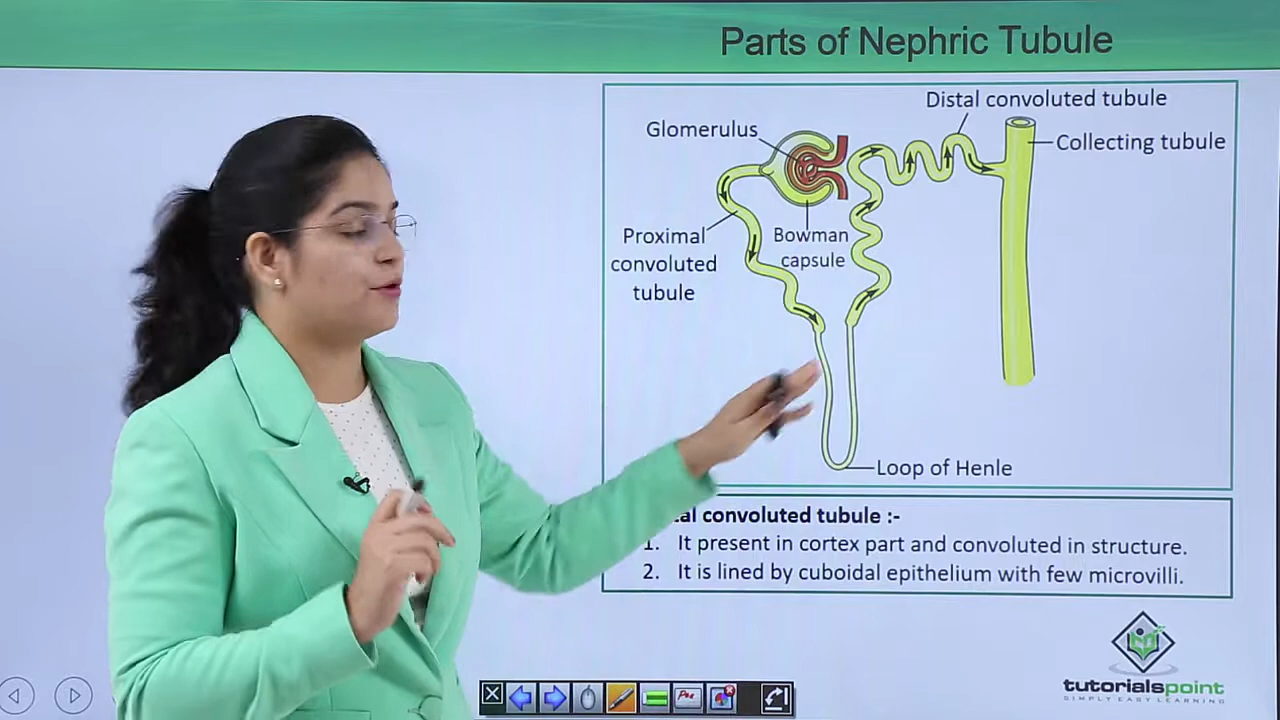 Parts of Nephric Tubule
Distal convoluted tubule
Glomerulus
Collecting tubule
Proximal
convoluted
tubule
Bowman
capsule
Loop of Henle
convoluted tubule :-
1. It present in cortex part and convoluted in structure.
2. It is lined by cuboidal epithelium with few microvilli.
tutorialspoint
SIMPLY EASY LEARNING